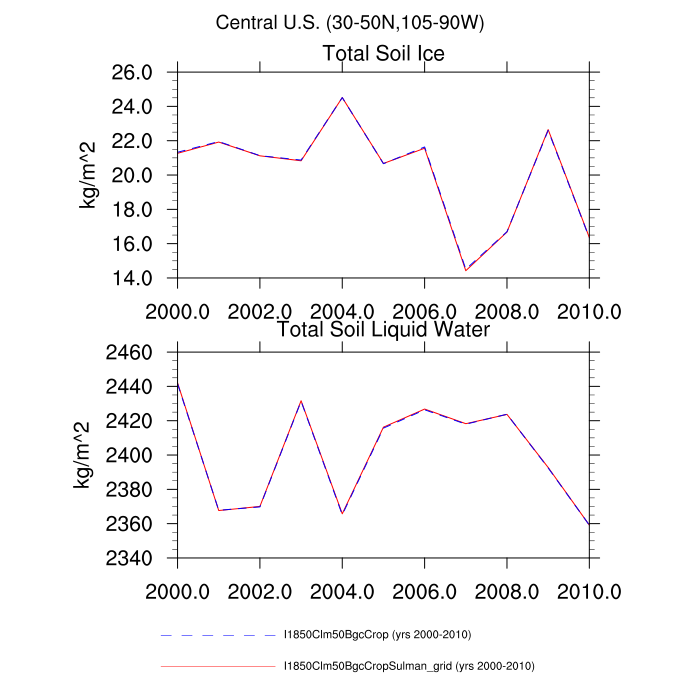 Central U.S. (30-50N,105-90W)
Total Soil Ice
26.0
24.0
22.0
20.0
18.0
16.0
14.0
kg/m^2
2000.0 2002.0 2004.0 2006.0 2008.0 2010.0
Total Soil Liquid Water
2460
2440
2420
2400
2380
2360
2340
kg/m^2
2000.0 2002.0 2004.0 2006.0 2008.0 2010.0
I1850Clm50BgcCrop (yrs 2000-2010)
I1850Clm50BgcCropSulman_grid (yrs 2000-2010)